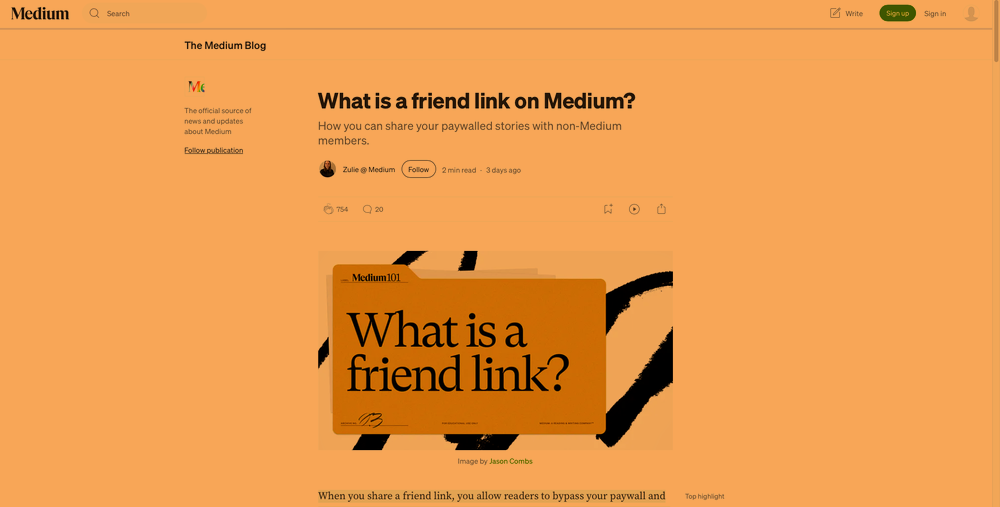 Medium
Search
Write
Sign up
Sign in
The Medium Blog
The official source of
news and updates
about Medium
Follow publication
What is a friend link on Medium?
How you can share your paywalled stories with non-Medium
members.
Zulie @ Medium
Follow
2 min read · 3 days ago
754
20
Medium101
What is a
friend link?
Image by Jason Combs
When you share a friend link, you allow readers to bypass your paywall and
Top highlight